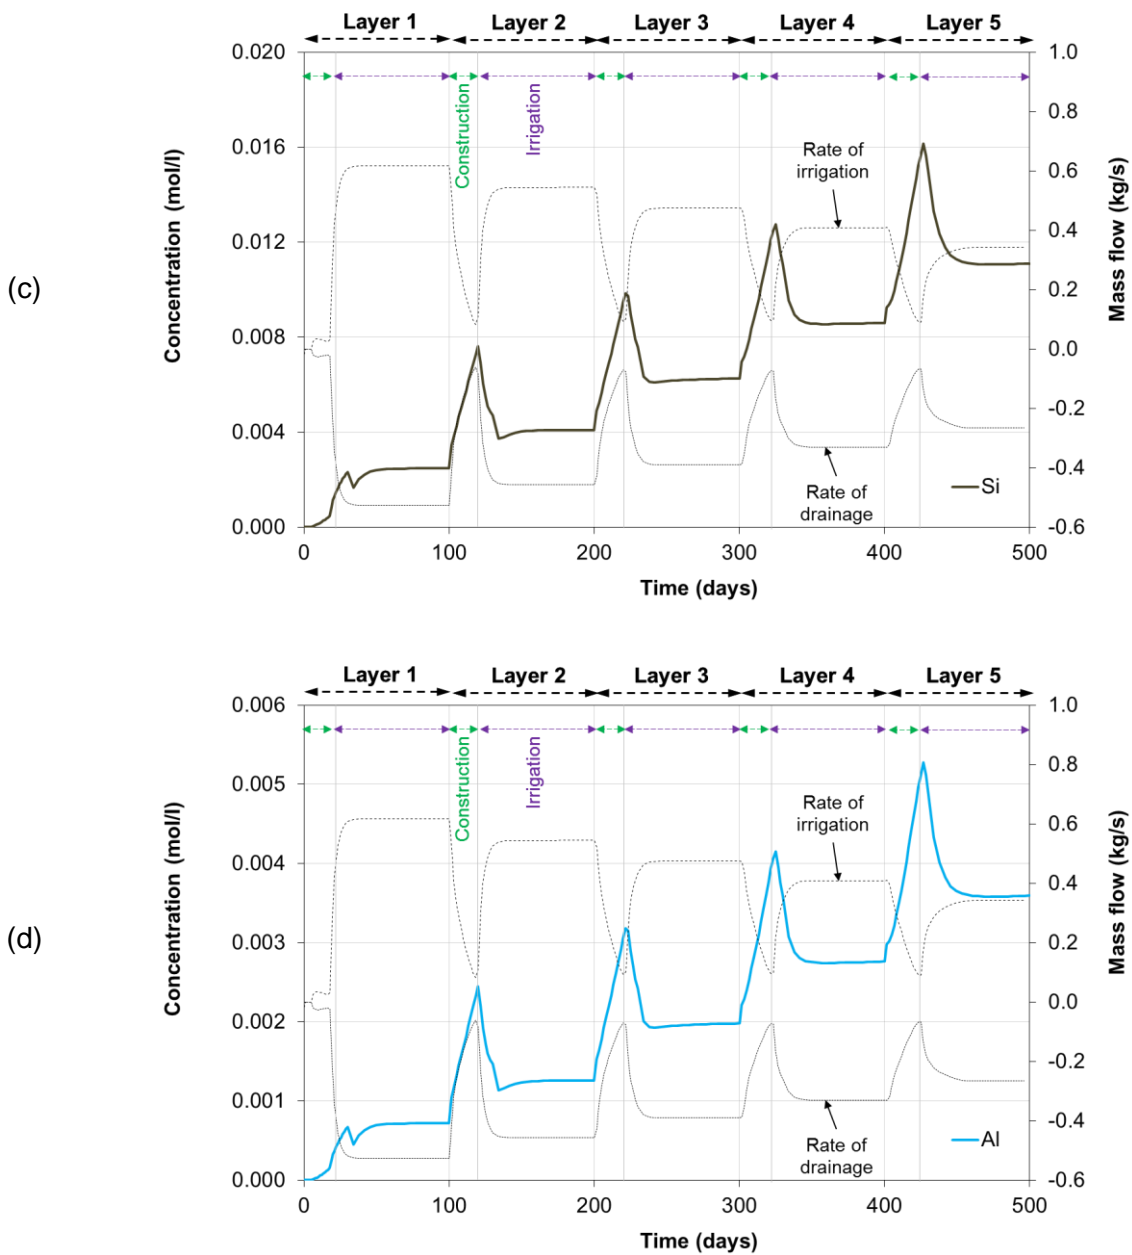 Layer 1 Layer 2 Layer 3 Layer 4 Layer 5
0.020 1.0
0.8
Construction
Irrigation
0.016
Rate of
irrigation
0.6
0.012 0.4
(c)
Concentration (mol/l)
Mass flow (kg/s)
0.2
0.008 0.0
-0.2
0.004
-0.4
Si
Rate of
drainage
0.000 -0.6
0 100 200 300 400 500
Time (days)
Layer 1 Layer 2 Layer 3 Layer 4 Layer 5
0.006 1.0
0.005 0.8
Construction
Irrigation
Rate of
irrigation
0.6
0.004
0.4
(d)
Concentration (mol/l)
Mass flow (kg/s)
0.003 0.2
0.0
0.002
-0.2
0.001
-0.4
Al
Rate of
drainage
0.000 -0.6
0 100 200 300 400 500
Time (days)